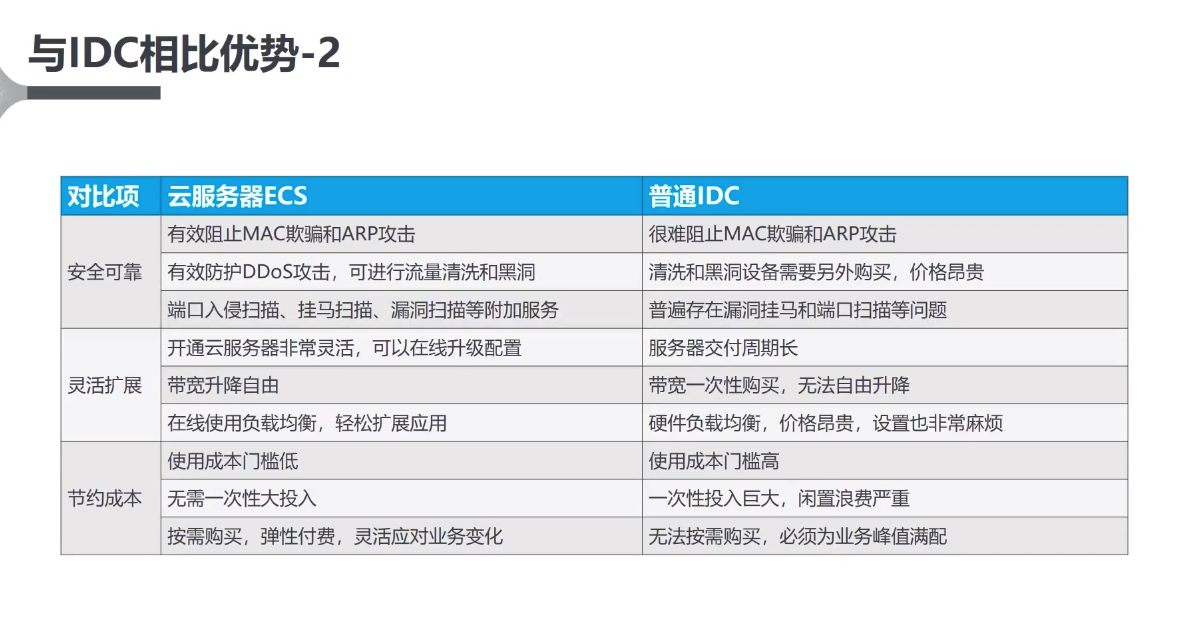 与IDC相比优势-2
对比项 云服务器ECS 普通IDC
安全可靠
有效阻止MAC欺骗和ARP攻击 很难阻止MAC欺骗和ARP攻击
有效防护DDoS攻击，可进行流量清洗和黑洞 清洗和黑洞设备需要另外购买，价格昂贵
端口入侵扫描、挂马扫描、漏洞扫描等附加服务 普遍存在漏洞挂马和端口扫描等问题
灵活扩展
开通云服务器非常灵活，可以在线升级配置 服务器交付周期长
带宽升降自由 带宽一次性购买，无法自由升降
在线使用负载均衡，轻松扩展应用 硬件负载均衡，价格昂贵，设置也非常麻烦
节约成本
使用成本门槛低 使用成本门槛高
无需一次性大投入 一次性投入巨大，闲置浪费严重
按需购买，弹性付费，灵活应对业务变化 无法按需购买，必须为业务峰值满配